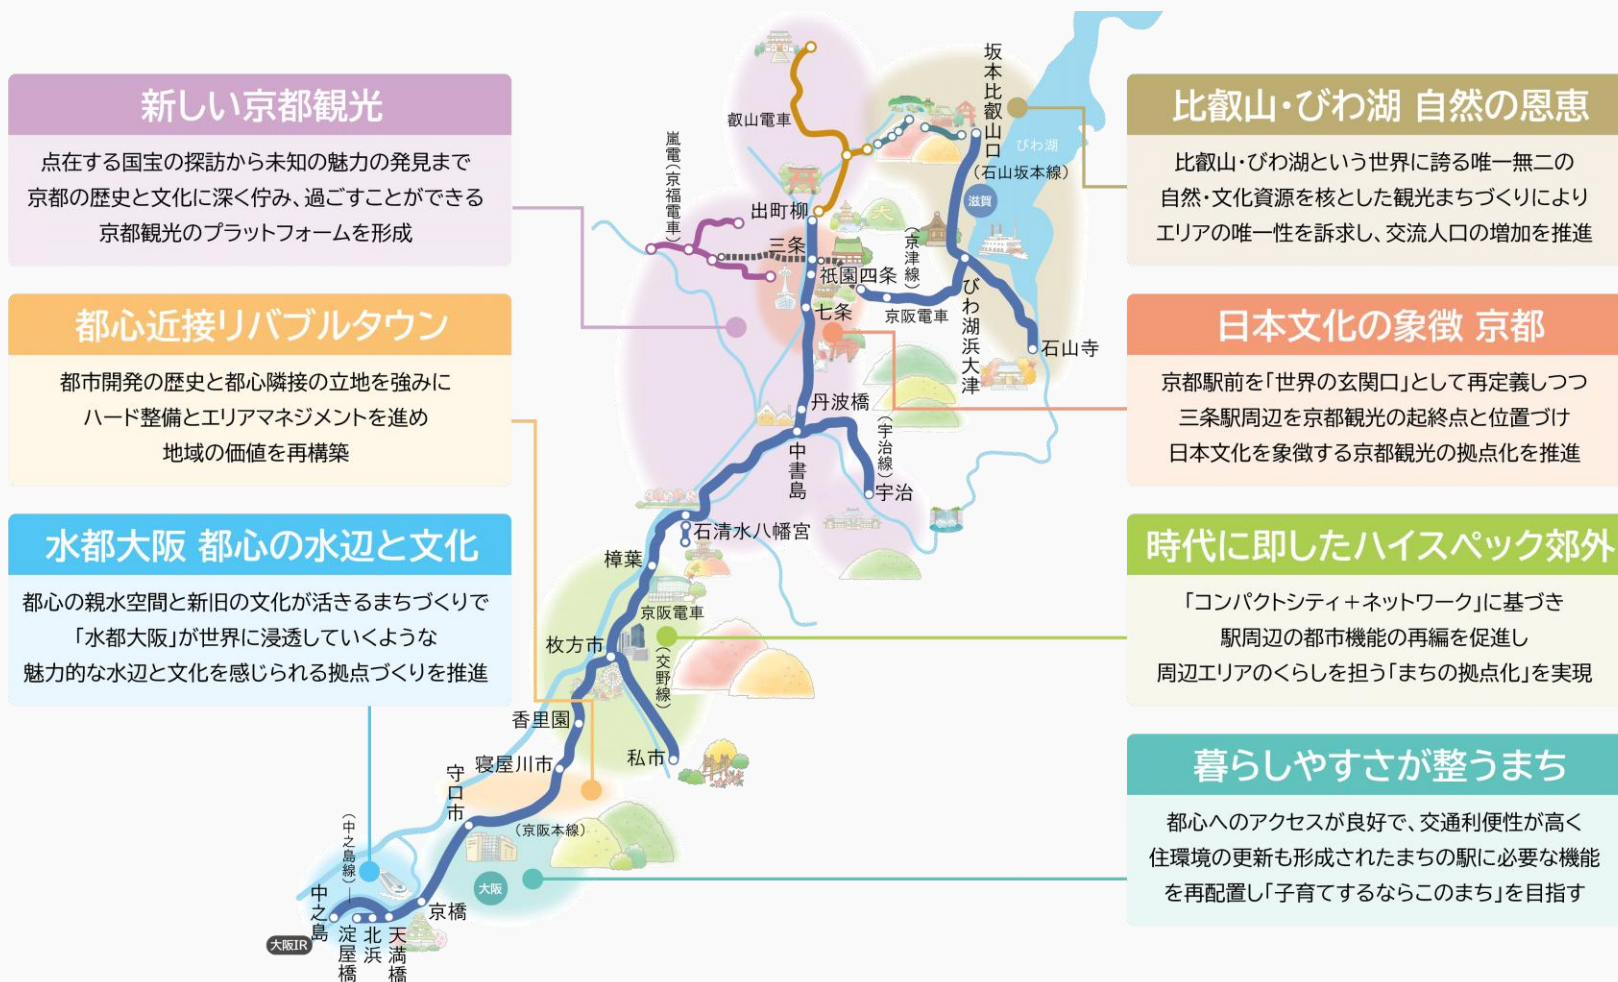 新しい京都観光
点在する国宝の探訪から未知の魅力の発見まで
京都の歴史と文化に深く佇み、過ごすことができる
京都観光のプラットフォームを形成
都心近接リバブルタウン
都市開発の歴史と都心隣接の立地を強みに
ハード整備とエリアマネジメントを進め
地域の価値を再構築
水都大阪 都心の水辺と文化
都心の親水空間と新旧の文化が活きるまちづくりで
「水都大阪」が世界に浸透していくような
魅力的な水辺と文化を感じられる拠点づくりを推進
叡山電車
嵐電(京福電車)
坂本比叡山口
(石山坂本線)
びわ湖
滋賀
出町柳
三条
祇園四条
七条
(京津線)
京阪電車
びわ湖浜大津
石山寺
大
丹波橋
中書島
(宇治線)
宇治
石清水八幡宮
樟葉
京阪電車
枚方市
(交野線)
香里園
私市
寝屋川市
守口市
(京阪本線)
(中之島線)
大阪
京橋
中之島
大阪IR
淀屋橋
北浜
天満橋
比叡山・びわ湖 自然の恩恵
比叡山・びわ湖という世界に誇る唯一無二の
自然・文化資源を核とした観光まちづくりにより
エリアの唯一性を訴求し、交流人口の増加を推進
日本文化の象徴 京都
京都駅前を「世界の玄関口」として再定義しつつ
三条駅周辺を京都観光の起終点と位置づけ
日本文化を象徴する京都観光の拠点化を推進
時代に即したハイスペック郊外
「コンパクトシティ+ネットワーク」に基づき
駅周辺の都市機能の再編を促進し
周辺エリアのくらしを担う「まちの拠点化」を実現
暮らしやすさが整うまち
都心へのアクセスが良好で、交通利便性が高く
住環境の更新も形成されたまちの駅に必要な機能
を再配置し「子育てするならこのまち」を目指す